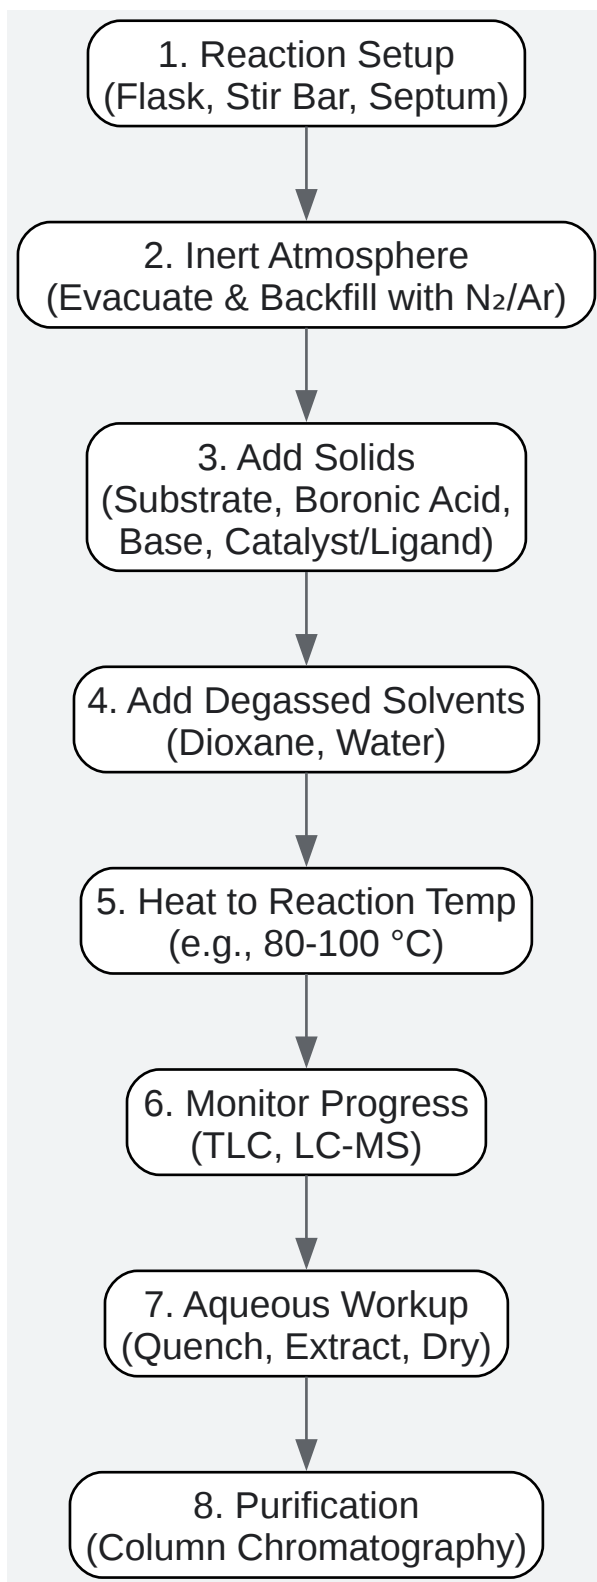 1. Reaction Setup
(Flask, Stir Bar, Septum)
2. Inert Atmosphere
(Evacuate & Backfill with N₂/Ar)
3. Add Solids
(Substrate, Boronic Acid,
Base, Catalyst/Ligand)
4. Add Degassed Solvents
(Dioxane, Water)
5. Heat to Reaction Temp
(e.g., 80-100 °C)
6. Monitor Progress
(TLC, LC-MS)
7. Aqueous Workup
(Quench, Extract, Dry)
8. Purification
(Column Chromatography)